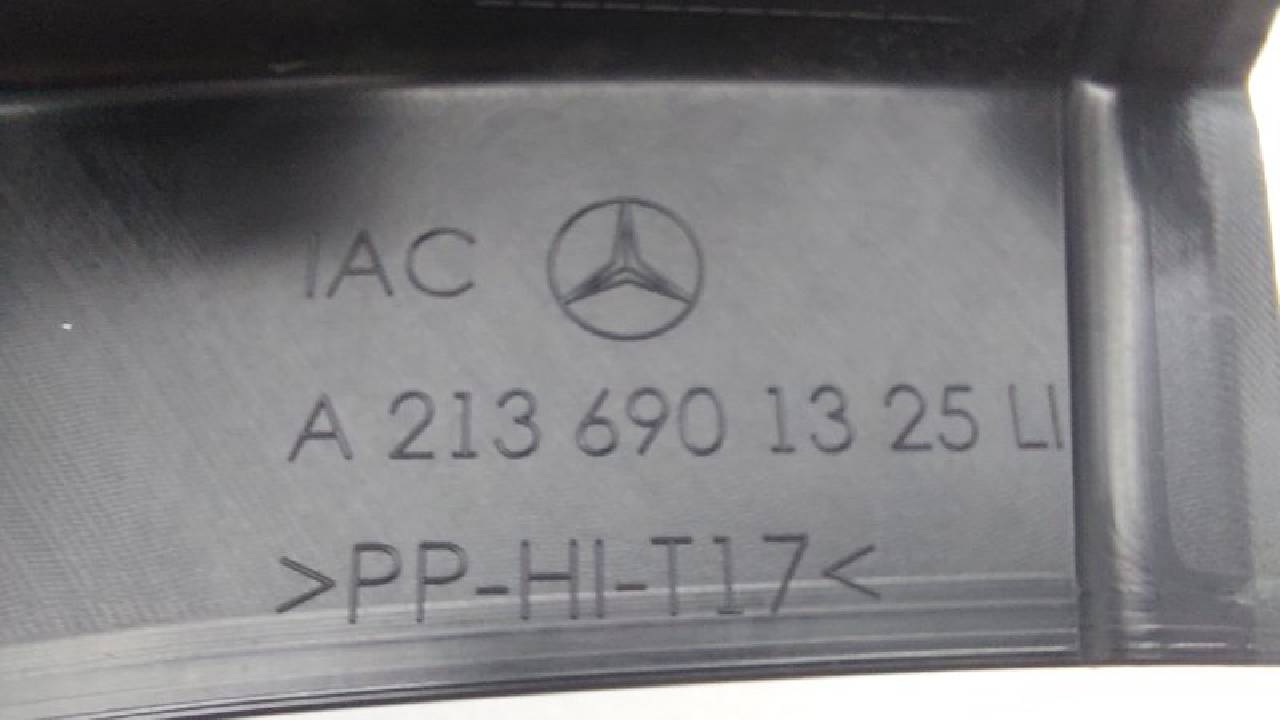 IAC
A 213 690 13 25 LI
>PP-HI-T17<